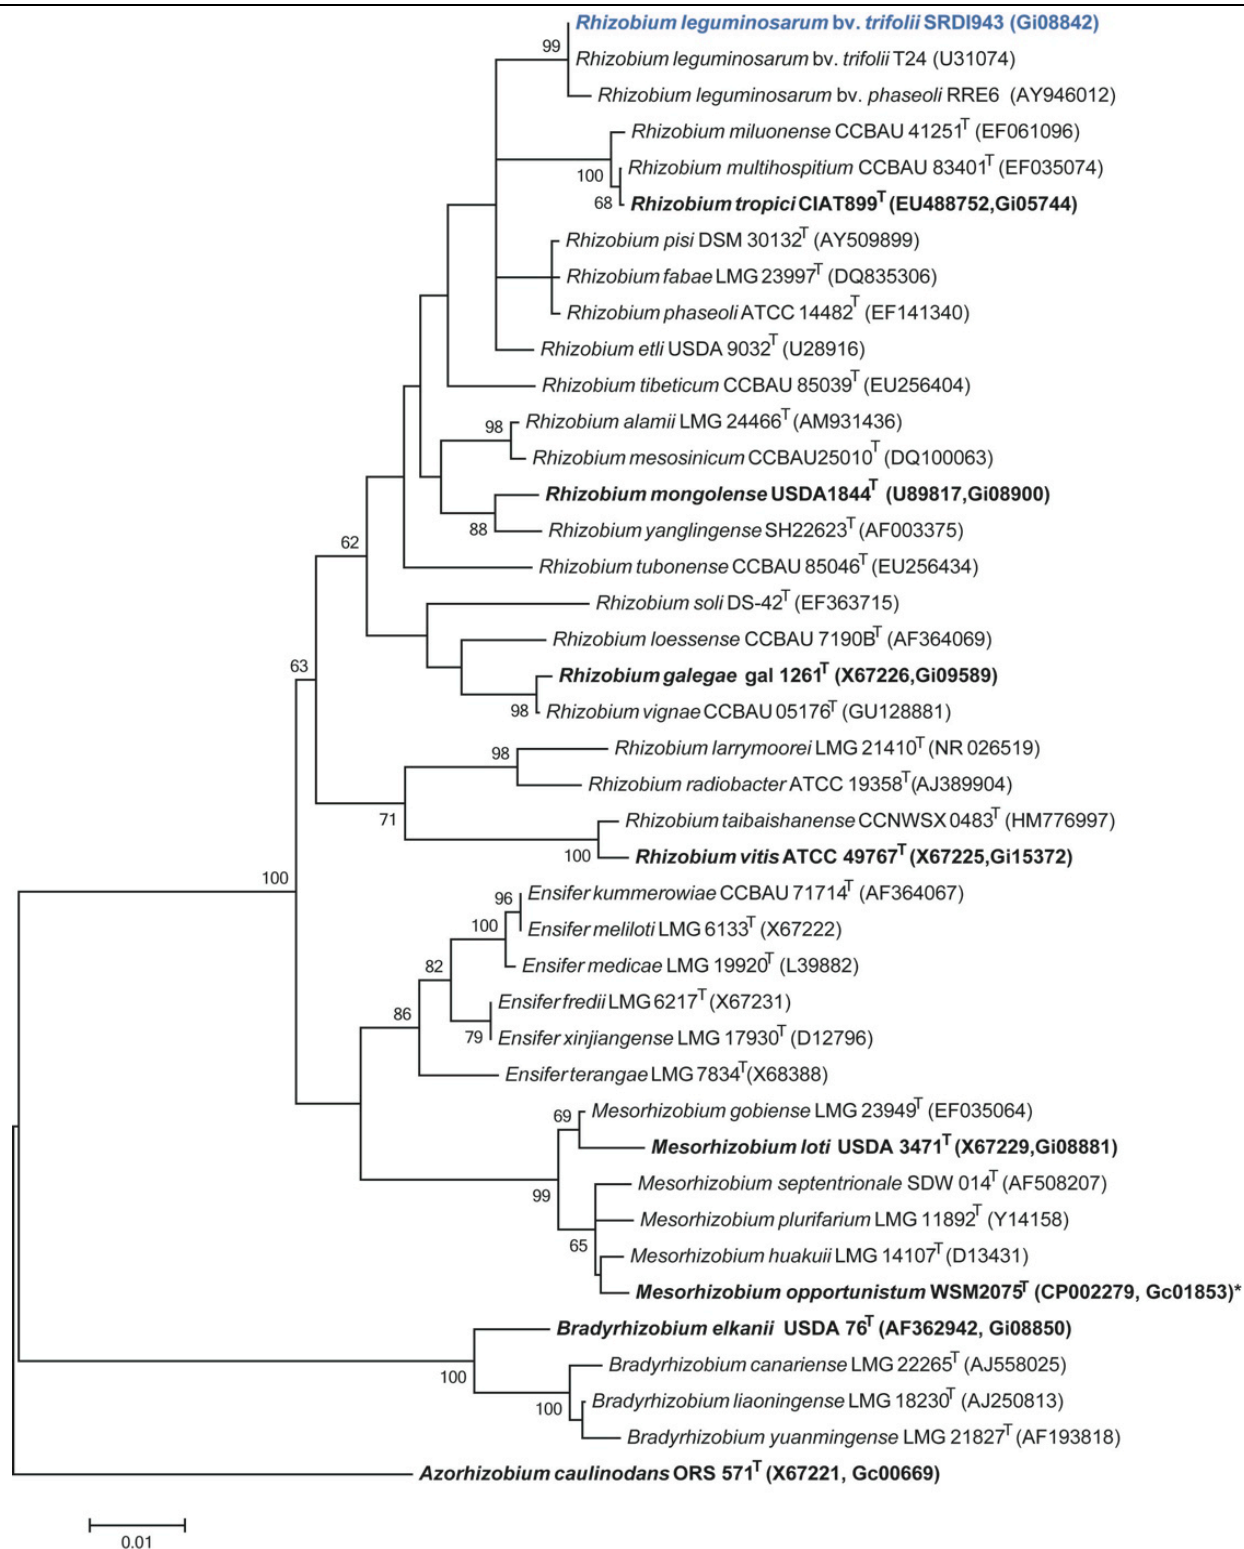 Rhizobium leguminosarum bv. trifolii SRDI943 (Gi08842)
99
Rhizobium leguminosarum bv. trifolii T24 (U31074)
Rhizobium leguminosarum bv. phaseoli RRE6 (AY946012)
Rhizobium miluonense CCBAU 41251T (EF061096)
Rhizobium multihospitium CCBAU 83401T (EF035074)
100
68
Rhizobium tropici CIAT899T (EU488752,Gi05744)
Rhizobium pisi DSM 30132T (AY509899)
Rhizobium fabae LMG 23997T (DQ835306)
Rhizobium phaseoli ATCC 14482T (EF141340)
Rhizobium etli USDA 9032T (U28916)
Rhizobium tibeticum CCBAU 85039T (EU256404)
98
Rhizobium alamii LMG 24466T (AM931436)
Rhizobium mesosinicum CCBAU25010T (DQ100063)
Rhizobium mongolense USDA1844T (U89817,Gi08900)
88
Rhizobium yanglingense SH22623T (AF003375)
62
Rhizobium tubonense CCBAU 85046T (EU256434)
Rhizobium soli DS-42T (EF363715)
Rhizobium loessense CCBAU 7190BT (AF364069)
63
Rhizobium galegae gal 1261T (X67226,Gi09589)
98
Rhizobium vignae CCBAU 05176T (GU128881)
98
Rhizobium larrymoorei LMG 21410T (NR 026519)
Rhizobium radiobacter ATCC 19358T (AJ389904)
71
Rhizobium taibaishanense CCNWSX 0483T (HM776997)
100
Rhizobium vitis ATCC 49767T (X67225,Gi15372)
100
96
Ensifer kummerowiae CCBAU 71714T (AF364067)
100
Ensifer meliloti LMG 6133T (X67222)
82
Ensifer medicae LMG 19920T (L39882)
86
Ensifer fredii LMG 6217T (X67231)
79
Ensifer xinjiangense LMG 17930T (D12796)
Ensifer terangae LMG 7834T (X68388)
69
Mesorhizobium gobiense LMG 23949T (EF035064)
Mesorhizobium loti USDA 3471T (X67229,Gi08881)
99
Mesorhizobium septentrionale SDW 014T (AF508207)
Mesorhizobium plurifarium LMG 11892T (Y14158)
65
Mesorhizobium huakuii LMG 14107T (D13431)
Mesorhizobium opportunistum WSM2075T (CP002279, Gc01853)*
Bradyrhizobium elkanii USDA 76T (AF362942, Gi08850)
100
Bradyrhizobium canariense LMG 22265T (AJ558025)
100
Bradyrhizobium liaoningense LMG 18230T (AJ250813)
Bradyrhizobium yuanmingense LMG 21827T (AF193818)
Azorhizobium caulinodans ORS 571T (X67221, Gc00669)
0.01